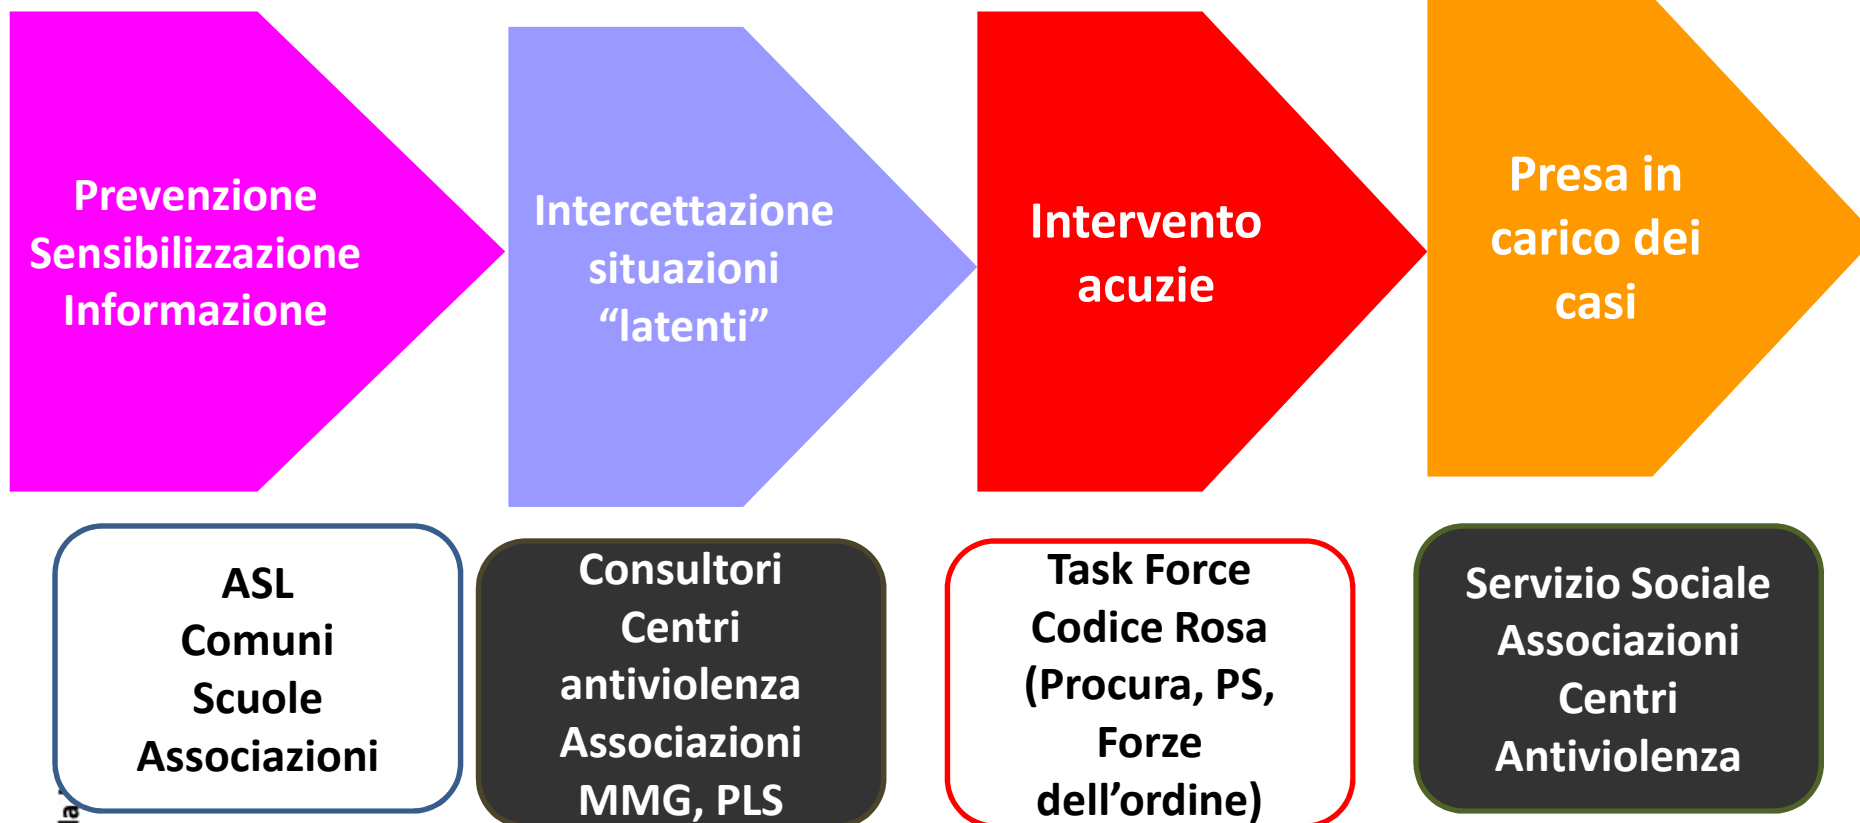 Prevenzione
Sensibilizzazione
Informazione
Intercettazione
situazioni
“latenti”
Intervento
acuzie
Presa in
carico dei
casi
ASL
Comuni
Scuole
Associazioni
Consultori
Centri
antiviolenza
Associazioni
MMG, PLS
Task Force
Codice Rosa
(Procura, PS,
Forze
dell’ordine)
Servizio Sociale
Associazioni
Centri
Antiviolenza